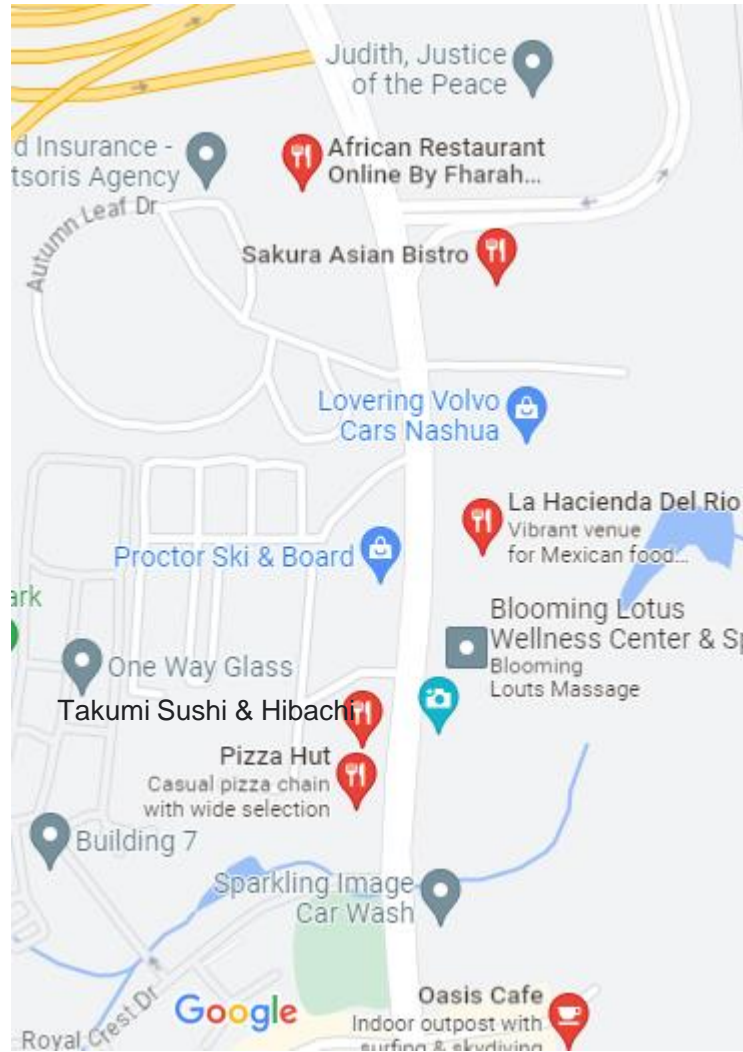 Judith, Justice
of the Peace
d Insurance -
tsoris Agency
African Restaurant
Online By Fharah...
Autumn Leaf Dr
Sakura Asian Bistro
Lovering Volvo
Cars Nashua
La Hacienda Del Rio
Vibrant venue
for Mexican food...
Proctor Ski & Board
ark
Blooming Lotus
Wellness Center & Sp
Blooming
Louts Massage
One Way Glass
Takumi Sushi & Hibachi
Pizza Hut
Casual pizza chain
with wide selection
Building 7
Sparkling Image
Car Wash
Oasis Cafe
Indoor outpost with
surfing & skydiving
Google
Royal Crest Dr